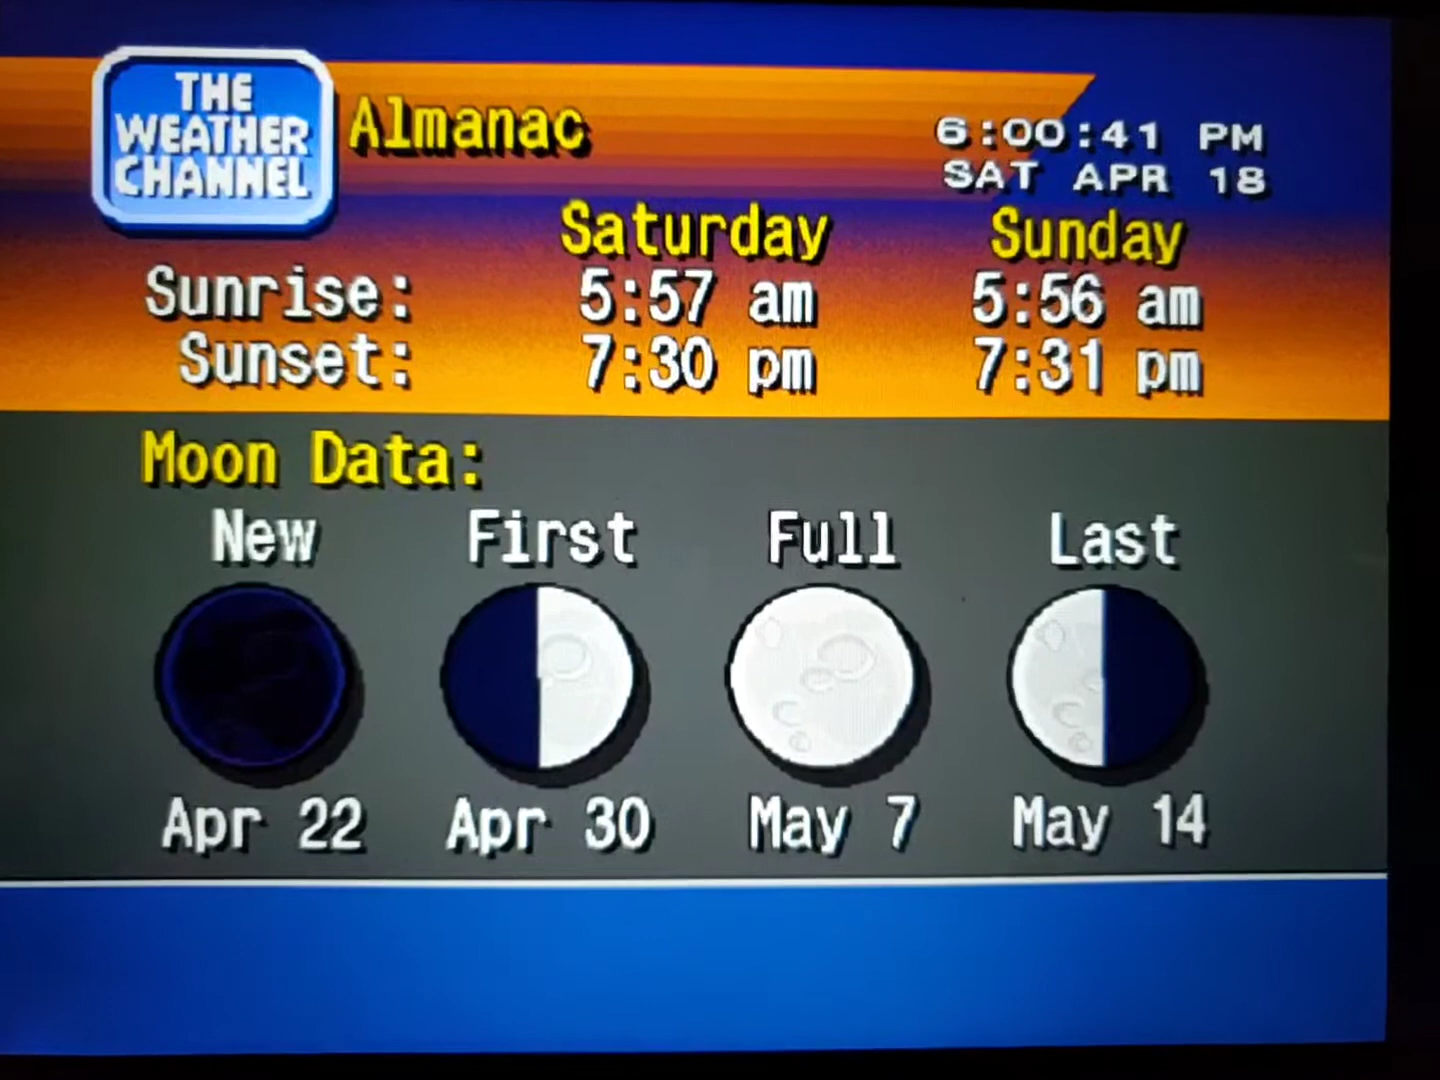 THE
WEATHER
CHANNEL
Almanac
6:00:41 PM
SAT APR 18
Saturday Sunday
Sunrise: 5:57 am 5:56 am
Sunset: 7:30 pm 7:31 pm
Moon Data:
New First Full Last
Apr 22 Apr 30 May 7 May 14